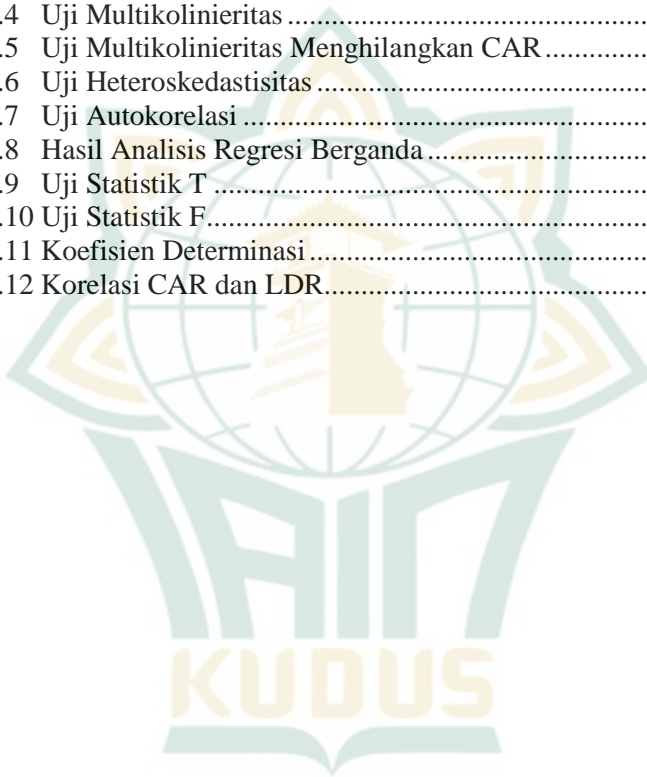 .4 Uji Multikolinieritas ...............................................................
.5 Uji Multikolinieritas Menghilangkan CAR ...................
.6 Uji Heteroskedastisitas ..........................................................
.7 Uji Autokorelasi ......................................................................
.8 Hasil Analisis Regresi Berganda ........................................
.9 Uji Statistik T ..........................................................................
.10 Uji Statistik F...........................................................................
.11 Koefisien Determinasi ...........................................................
.12 Korelasi CAR dan LDR........................................................
IAIN
KUDUS